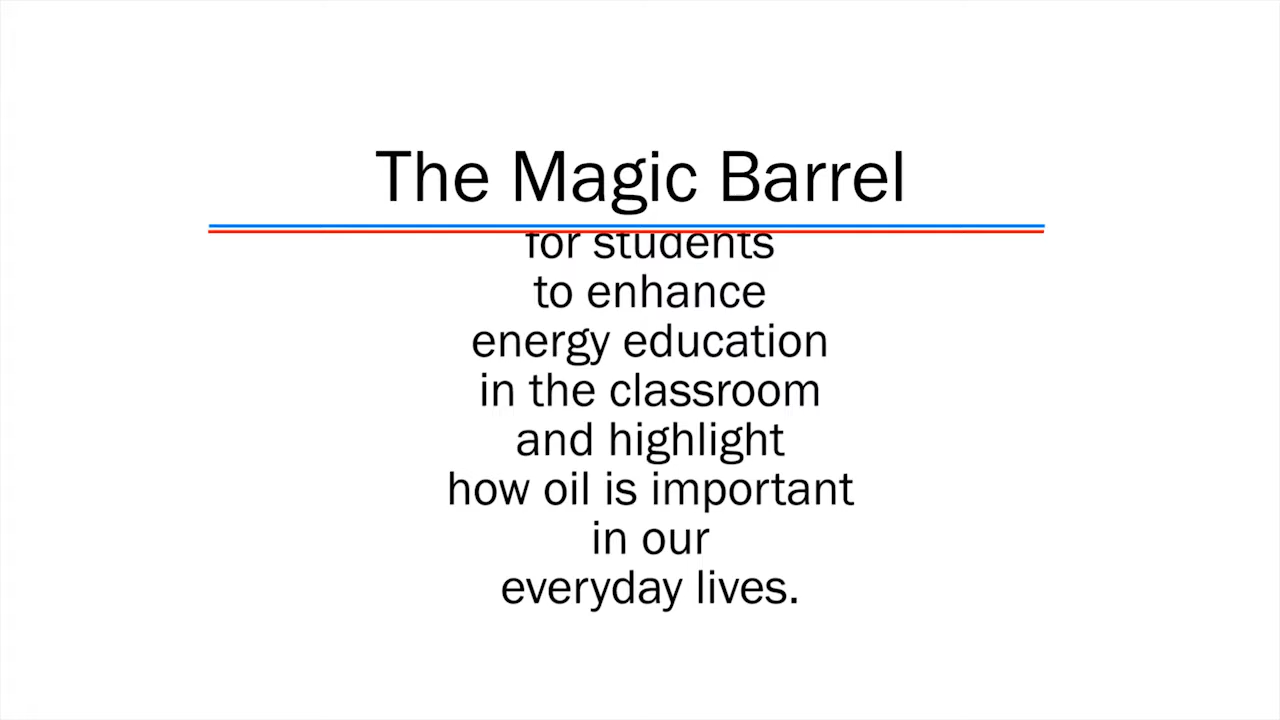 The Magic Barrel
for students
to enhance
energy education
in the classroom
and highlight
how oil is important
in our
everyday lives.